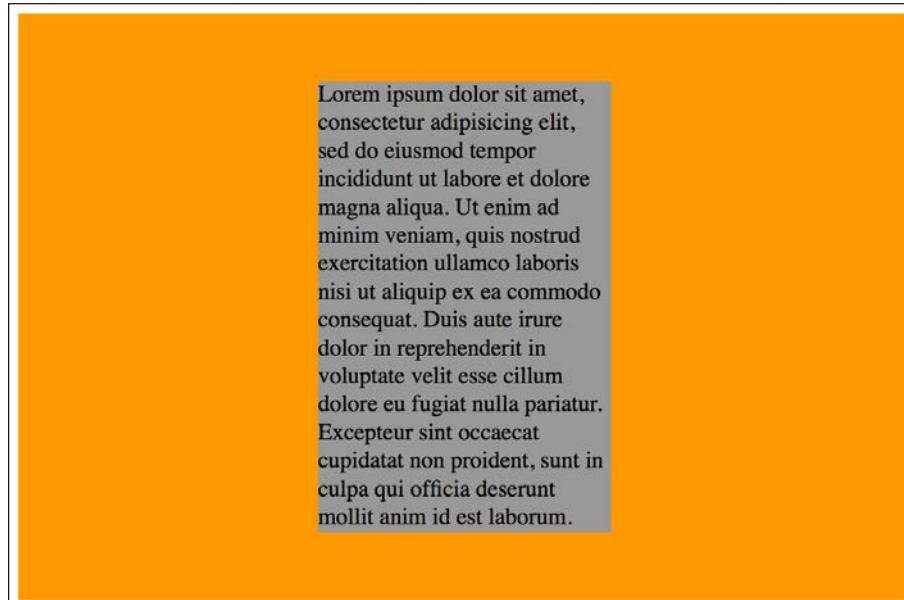 Lorem ipsum dolor sit amet,
consectetur adipisicing elit,
sed do eiusmod tempor
incididunt ut labore et dolore
magna aliqua. Ut enim ad
minim veniam, quis nostrud
exercitation ullamco laboris
nisi ut aliquip ex ea commodo
consequat. Duis aute irure
dolor in reprehenderit in
voluptate velit esse cillum
dolore eu fugiat nulla pariatur.
Excepteur sint occaecat
cupidatat non proident, sunt in
culpa qui officia deserunt
mollit anim id est laborum.